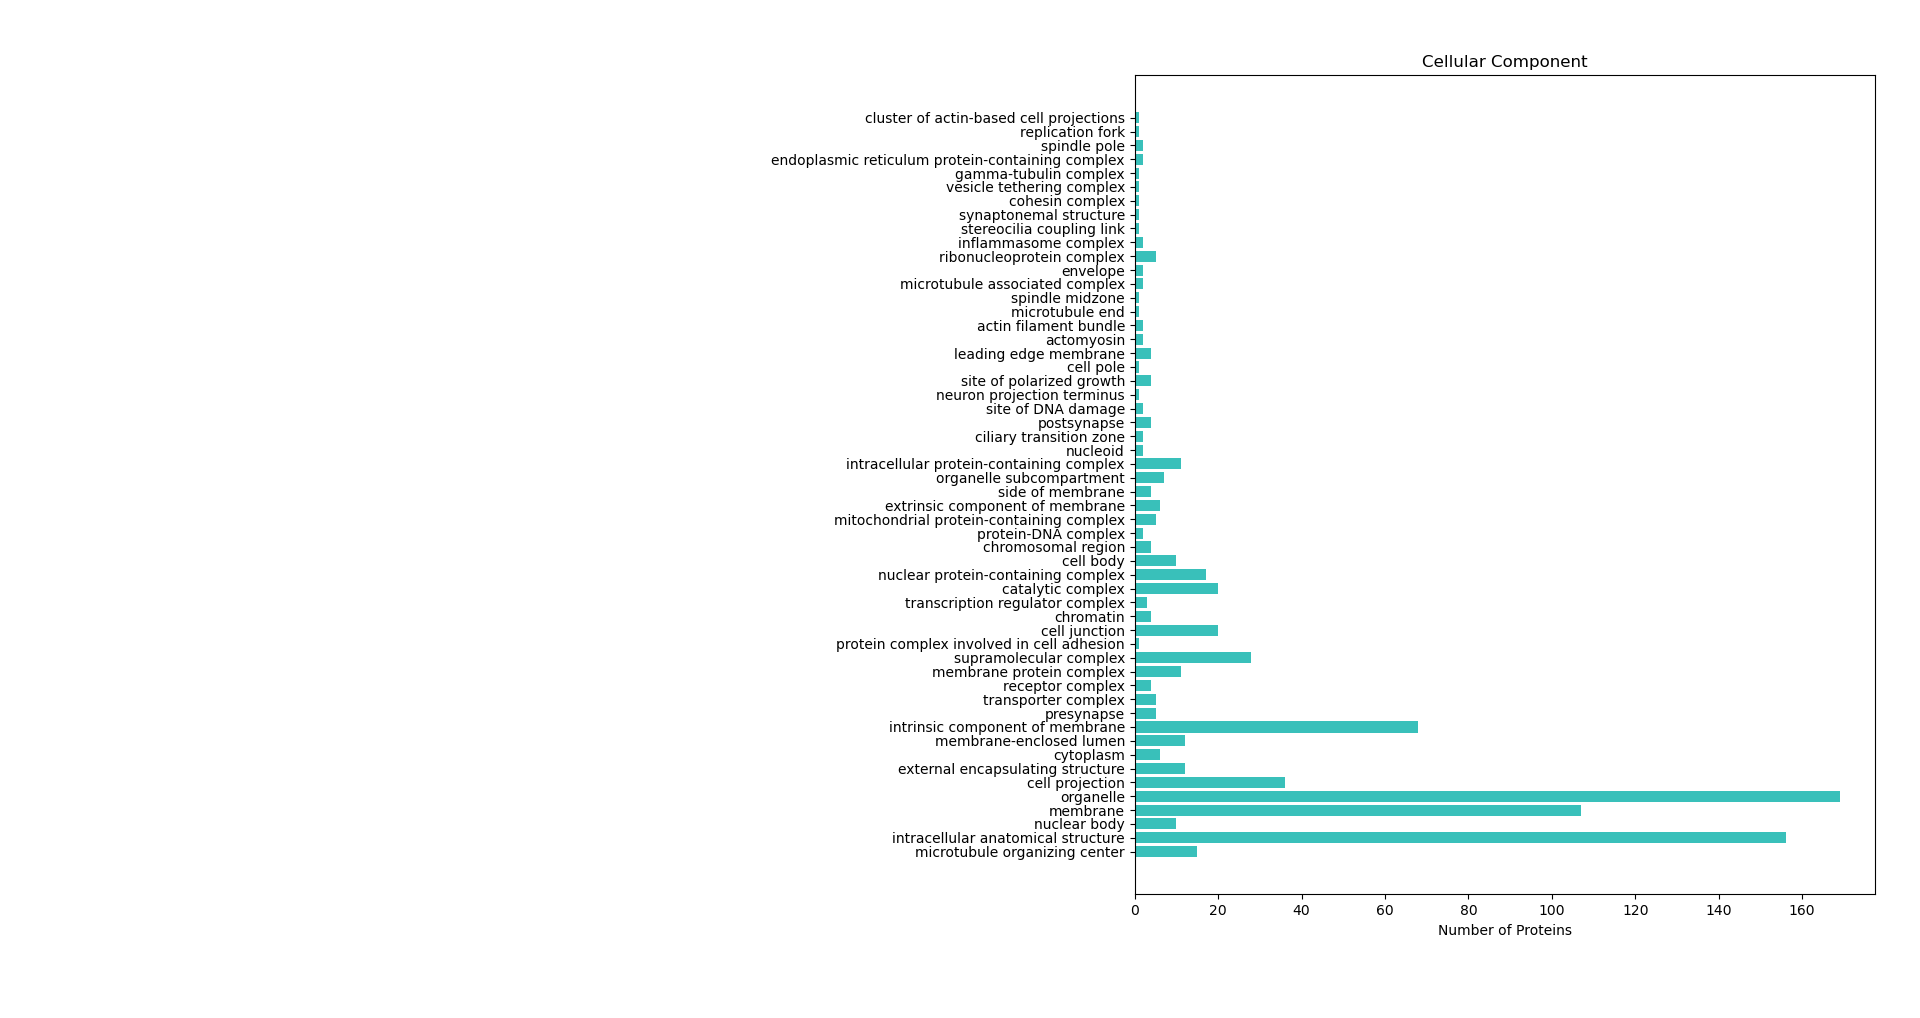 Cellular Component
cluster of actin-based cell projections
replication fork
spindle pole
endoplasmic reticulum protein-containing complex
gamma-tubulin complex
vesicle tethering complex
cohesin complex
synaptonemal structure
stereocilia coupling link
inflammasome complex
ribonucleoprotein complex
envelope
microtubule associated complex
spindle midzone
microtubule end
actin filament bundle
actomyosin
leading edge membrane
cell pole
site of polarized growth
neuron projection terminus
site of DNA damage
postsynapse
ciliary transition zone
nucleoid
intracellular protein-containing complex
organelle subcompartment
side of membrane
extrinsic component of membrane
mitochondrial protein-containing complex
protein-DNA complex
chromosomal region
cell body
nuclear protein-containing complex
catalytic complex
transcription regulator complex
chromatin
cell junction
protein complex involved in cell adhesion
supramolecular complex
membrane protein complex
receptor complex
transporter complex
presynapse
intrinsic component of membrane
membrane-enclosed lumen
cytoplasm
external encapsulating structure
cell projection
organelle
membrane
nuclear body
intracellular anatomical structure
microtubule organizing center
0 20 40 60 80 100 120 140 160
Number of Proteins